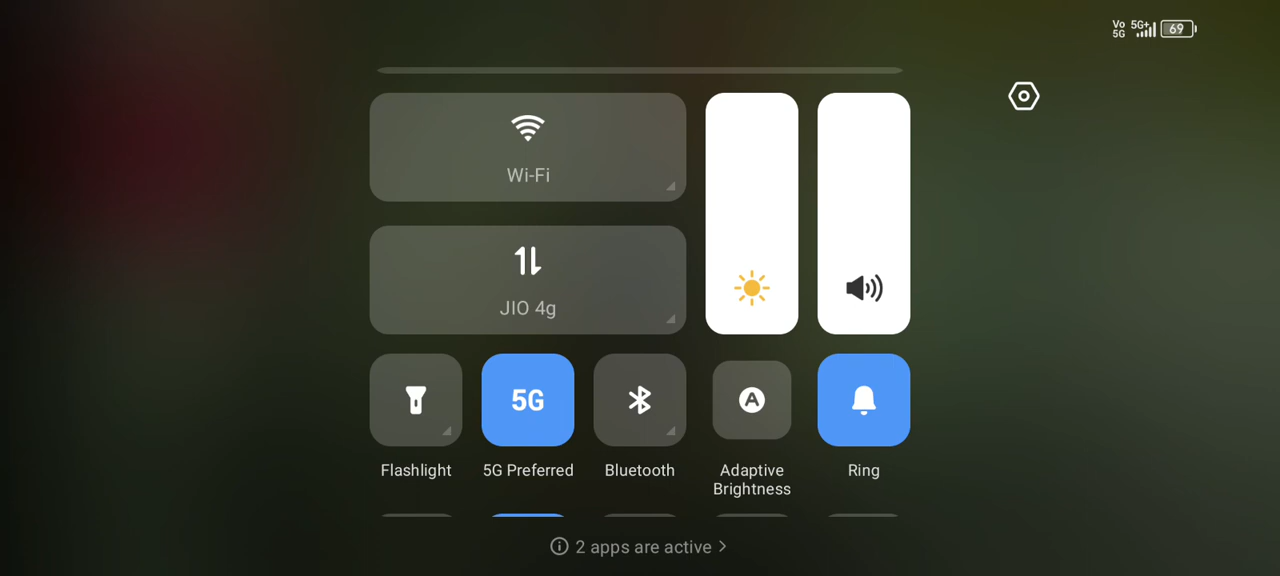 Vo
5G
5G+
69
Wi-Fi
JIO 4g
5G
A
Flashlight
5G Preferred
Bluetooth
Adaptive
Brightness
Ring
2 apps are active